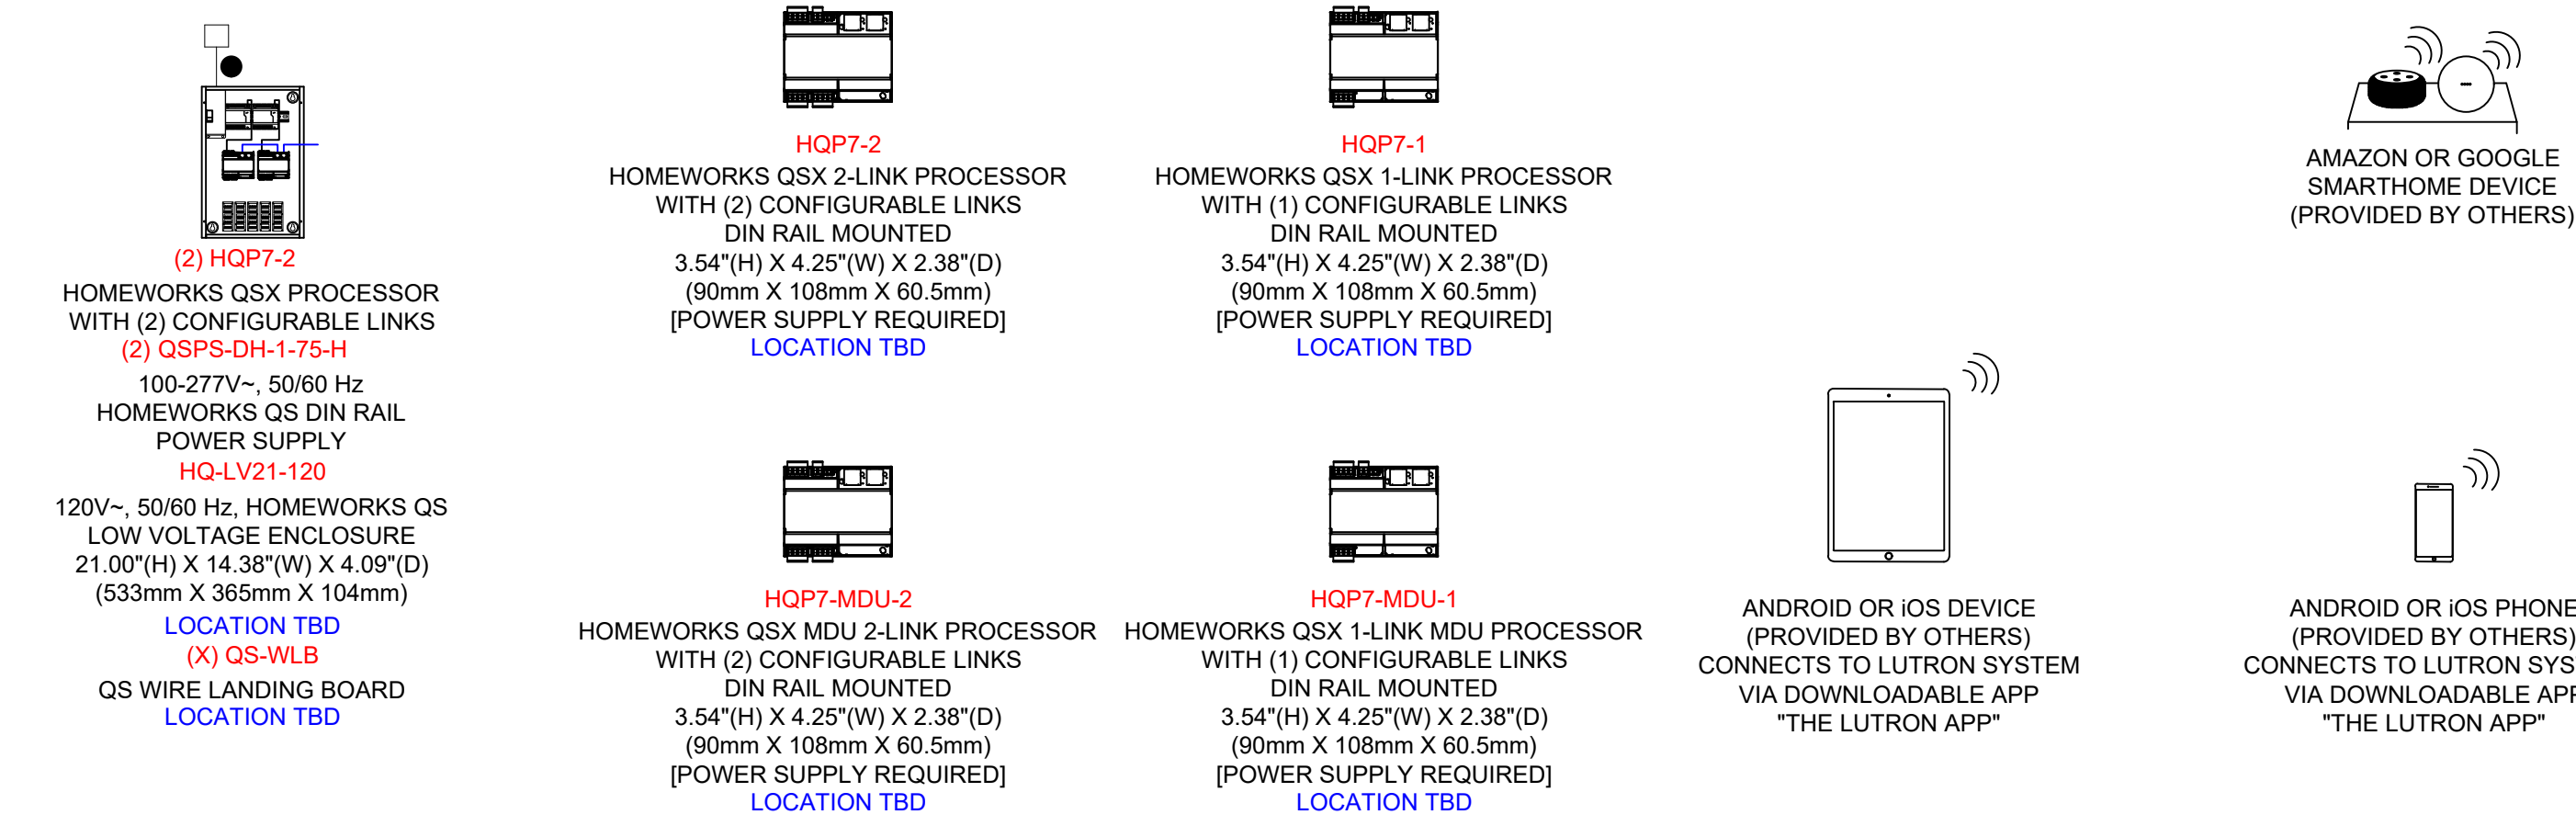 (2) HQP7-2
HOMEWORKS QSX PROCESSOR
WITH (2) CONFIGURABLE LINKS
(2) QSPS-DH-1-75-H
100-277V~, 50/60 Hz
HOMEWORKS QS DIN RAIL
POWER SUPPLY
HQ-LV21-120
120V~, 50/60 Hz, HOMEWORKS QS
LOW VOLTAGE ENCLOSURE
21.00"(H) X 14.38"(W) X 4.09"(D)
(533mm X 365mm X 104mm)
LOCATION TBD
(X) QS-WLB
QS WIRE LANDING BOARD
LOCATION TBD
HQP7-2
HOMEWORKS QSX 2-LINK PROCESSOR
WITH (2) CONFIGURABLE LINKS
DIN RAIL MOUNTED
3.54"(H) X 4.25"(W) X 2.38"(D)
(90mm X 108mm X 60.5mm)
[POWER SUPPLY REQUIRED]
LOCATION TBD
HQP7-1
HOMEWORKS QSX 1-LINK PROCESSOR
WITH (1) CONFIGURABLE LINKS
DIN RAIL MOUNTED
3.54"(H) X 4.25"(W) X 2.38"(D)
(90mm X 108mm X 60.5mm)
[POWER SUPPLY REQUIRED]
LOCATION TBD
AMAZON OR GOOGLE
SMARTHOME DEVICE
(PROVIDED BY OTHERS)
HQP7-MDU-2
HOMEWORKS QSX MDU 2-LINK PROCESSOR
WITH (2) CONFIGURABLE LINKS
DIN RAIL MOUNTED
3.54"(H) X 4.25"(W) X 2.38"(D)
(90mm X 108mm X 60.5mm)
[POWER SUPPLY REQUIRED]
LOCATION TBD
HQP7-MDU-1
HOMEWORKS QSX 1-LINK MDU PROCESSOR
WITH (1) CONFIGURABLE LINKS
DIN RAIL MOUNTED
3.54"(H) X 4.25"(W) X 2.38"(D)
(90mm X 108mm X 60.5mm)
[POWER SUPPLY REQUIRED]
LOCATION TBD
ANDROID OR iOS DEVICE
(PROVIDED BY OTHERS)
CONNECTS TO LUTRON SYSTEM
VIA DOWNLOADABLE APP
"THE LUTRON APP"
ANDROID OR iOS PHONE
(PROVIDED BY OTHERS)
CONNECTS TO LUTRON SYS
VIA DOWNLOADABLE APP
"THE LUTRON APP"